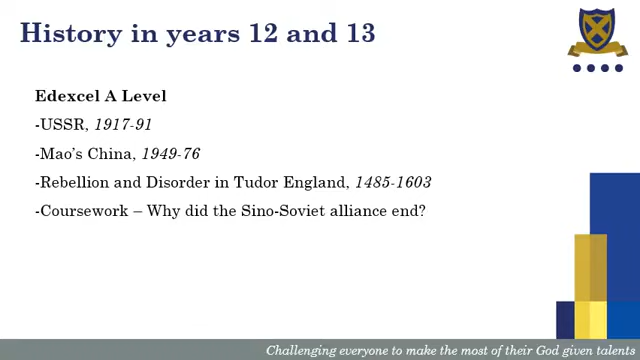 History in years 12 and 13
Edexcel A Level
-USSR, 1917-91
-Mao's China, 1949-76
-Rebellion and Disorder in Tudor England, 1485-1603
-Coursework – Why did the Sino-Soviet alliance end?
Challenging everyone to make the most of their God given talents